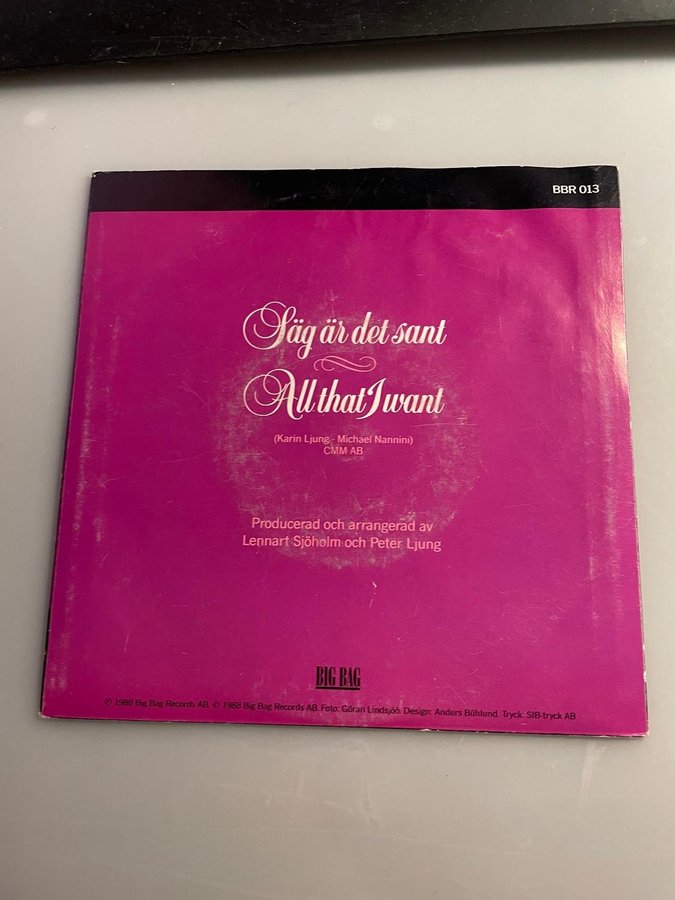 BBR 013
Säg är det sant
All that I want
(Karin Ljung - Michael Nannini)
CMM AB
Producerad och arrangerad av
Lennart Sjöholm och Peter Ljung
BIG BAG
℗ 1988 Big Bag Records AB. © 1988 Big Bag Records AB. Foto: Göran Lindsjöö. Design: Anders Bühlund. Tryck: SIB-tryck AB